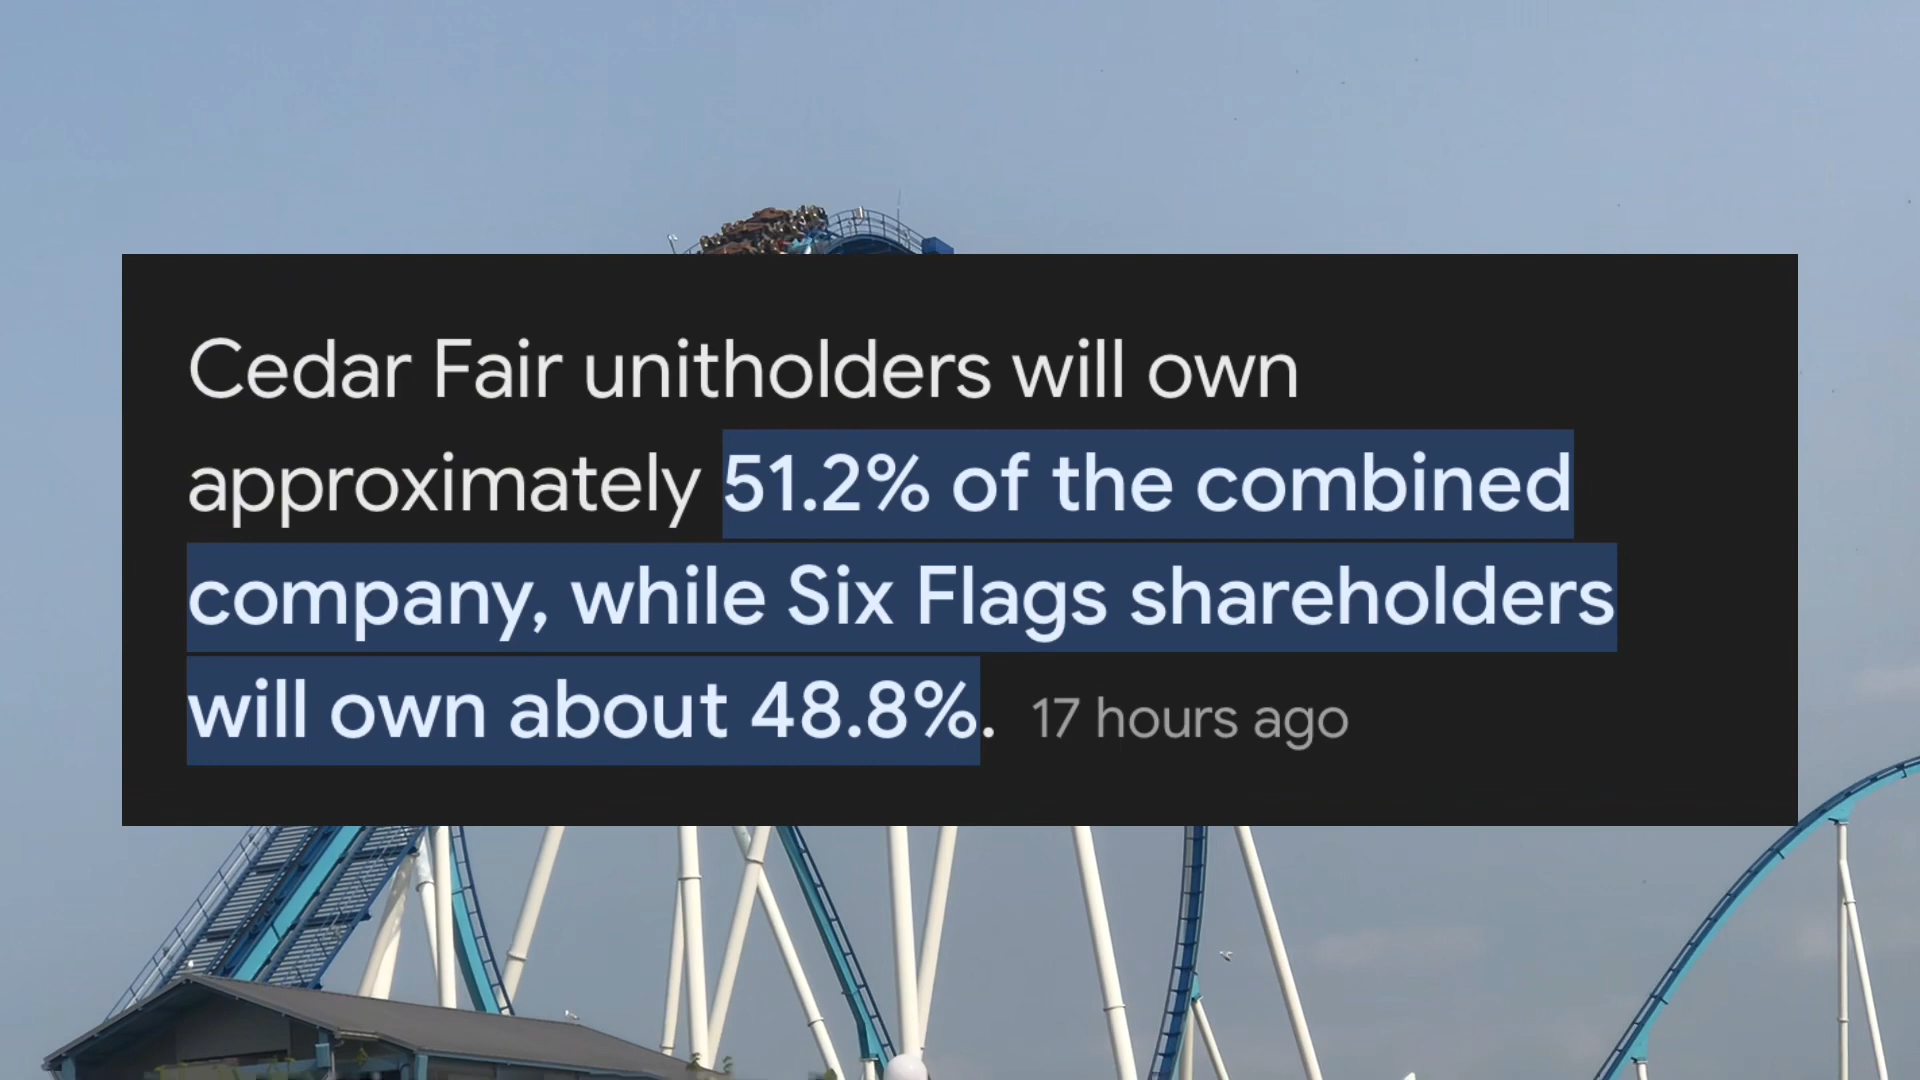 Cedar Fair unitholders will own
approximately 51.2% of the combined
company, while Six Flags shareholders
will own about 48.8%. 17 hours ago